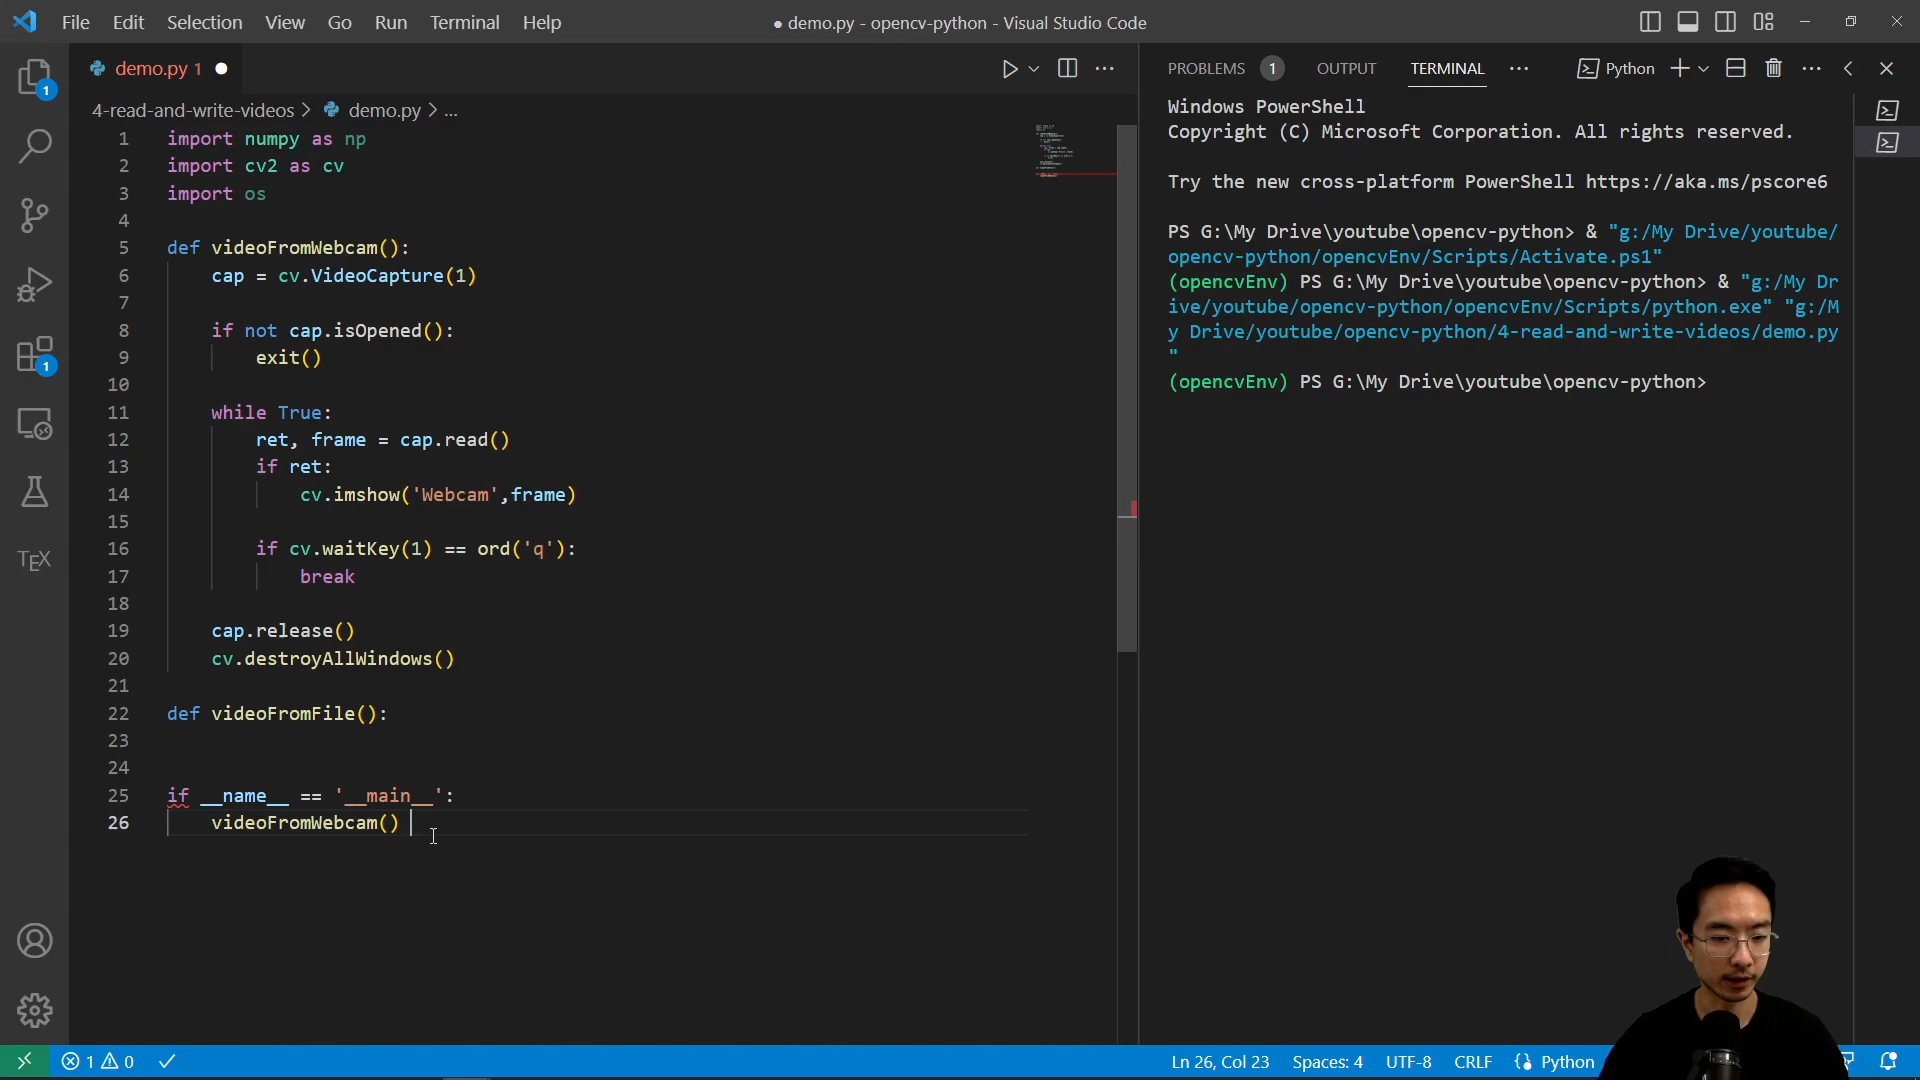 File Edit Selection View Go Run Terminal Help
● demo.py - opencv-python - Visual Studio Code
demo.py 1 ●
4-read-and-write-videos > demo.py > ...
1 import numpy as np
2 import cv2 as cv
3 import os
4
5 def videoFromWebcam():
6 cap = cv.VideoCapture(1)
7
8 if not cap.isOpened():
9 exit()
10
11 while True:
12 ret, frame = cap.read()
13 if ret:
14 cv.imshow('Webcam',frame)
15
16 if cv.waitKey(1) == ord('q'):
17 break
18
19 cap.release()
20 cv.destroyAllWindows()
21
22 def videoFromFile():
23
24
25 if __name__ == '__main__':
26 videoFromWebcam()
PROBLEMS 1 OUTPUT TERMINAL ··· Python
Windows PowerShell
Copyright (C) Microsoft Corporation. All rights reserved.
Try the new cross-platform PowerShell https://aka.ms/pscore6
PS G:\My Drive\youtube\opencv-python> & "g:/My Drive/youtube/
opencv-python/opencvEnv/Scripts/Activate.ps1"
(opencvEnv) PS G:\My Drive\youtube\opencv-python> & "g:/My Dr
ive/youtube/opencv-python/opencvEnv/Scripts/python.exe" "g:/M
y Drive/youtube/opencv-python/4-read-and-write-videos/demo.py
"
(opencvEnv) PS G:\My Drive\youtube\opencv-python>
1
1
TEX
1 0
Ln 26, Col 23 Spaces: 4 UTF-8 CRLF Python